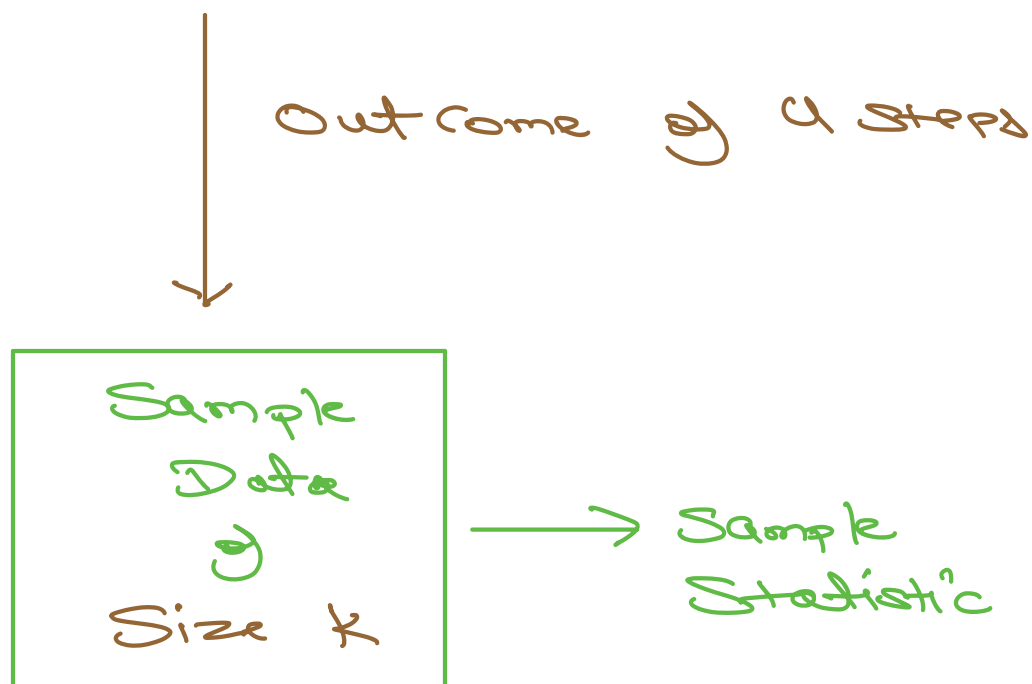 Outcome of 4 steps
Sample
Data
of
Size k
Sample
Statistic